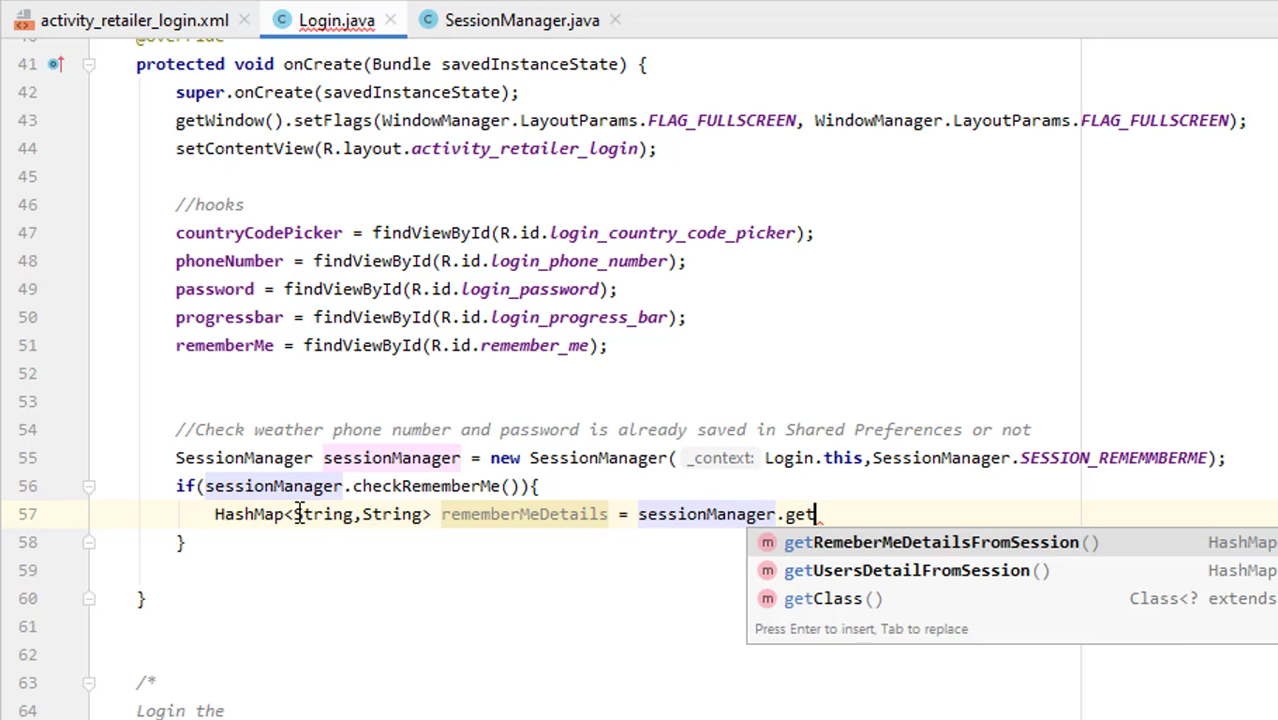 activity_retailer_login.xml Login.java SessionManager.java
@Override
41 protected void onCreate(Bundle savedInstanceState) {
42 super.onCreate(savedInstanceState);
43 getWindow().setFlags(WindowManager.LayoutParams.FLAG_FULLSCREEN, WindowManager.LayoutParams.FLAG_FULLSCREEN);
44 setContentView(R.layout.activity_retailer_login);
45
46 //hooks
47 countryCodePicker = findViewById(R.id.login_country_code_picker);
48 phoneNumber = findViewById(R.id.login_phone_number);
49 password = findViewById(R.id.login_password);
50 progressbar = findViewById(R.id.login_progress_bar);
51 rememberMe = findViewById(R.id.remember_me);
52
53
54 //Check weather phone number and password is already saved in Shared Preferences or not
55 SessionManager sessionManager = new SessionManager( _context: Login.this,SessionManager.SESSION_REMEMMBERME);
56 if(sessionManager.checkRememberMe()){
57 HashMap<String,String> rememberMeDetails = sessionManager.get
getRemeberMeDetailsFromSession() HashMap
58 }
59 getUsersDetailFromSession() HashMap
60 }
getClass() Class<? extends
61 Press Enter to insert, Tab to replace
62
63 /*
64 Login the